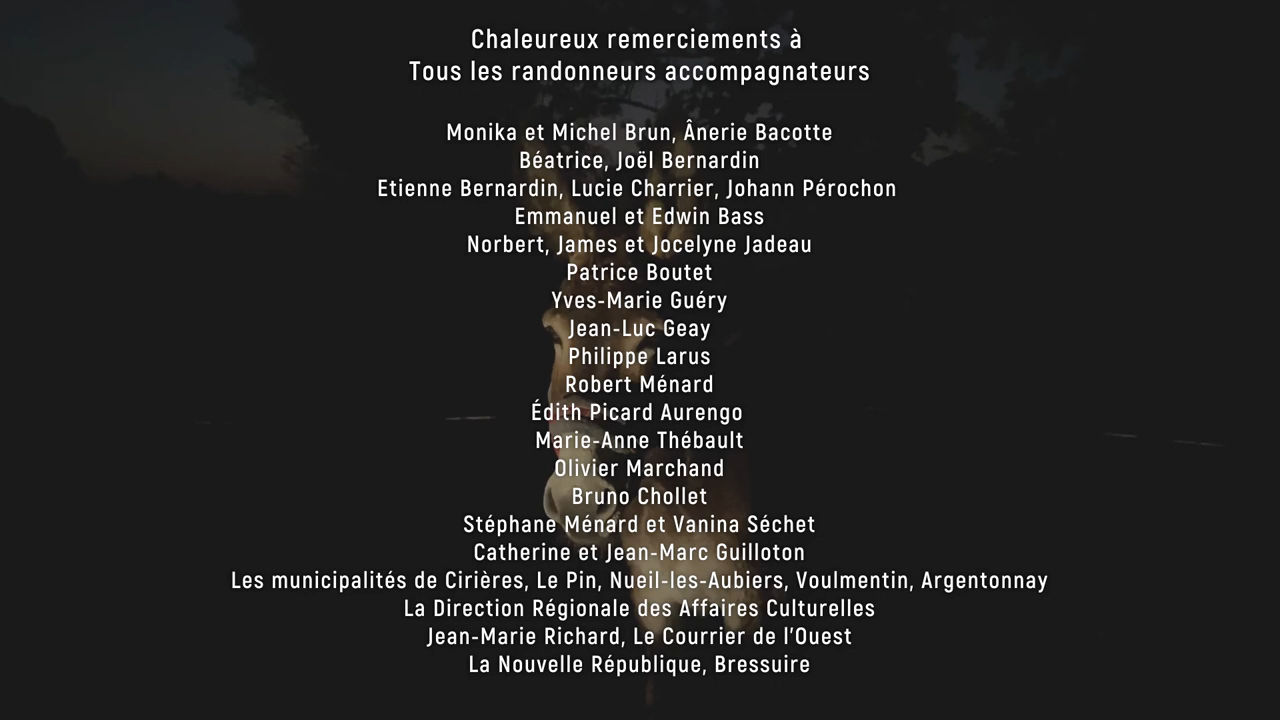 Chaleureux remerciements à
Tous les randonneurs accompagnateurs
Monika et Michel Brun, Ânerie Bacotte
Béatrice, Joël Bernardin
Etienne Bernardin, Lucie Charrier, Johann Pérochon
Emmanuel et Edwin Bass
Norbert, James et Jocelyne Jadeau
Patrice Boutet
Yves-Marie Guéry
Jean-Luc Geay
Philippe Larus
Robert Ménard
Édith Picard Aurengo
Marie-Anne Thébault
Olivier Marchand
Bruno Chollet
Stéphane Ménard et Vanina Séchet
Catherine et Jean-Marc Guilloton
Les municipalités de Cirières, Le Pin, Nueil-les-Aubiers, Voulmentin, Argentonnay
La Direction Régionale des Affaires Culturelles
Jean-Marie Richard, Le Courrier de l'Ouest
La Nouvelle République, Bressuire